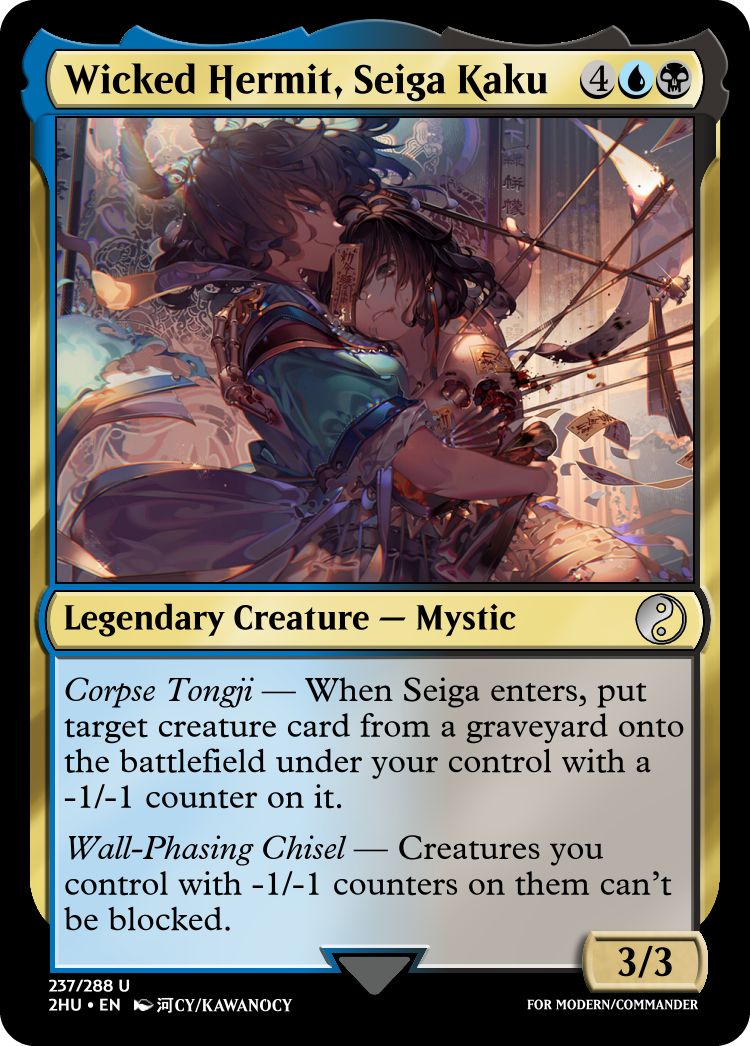 Wicked Hermit, Seiga Kaku 4
Legendary Creature — Mystic
Corpse Tongji — When Seiga enters, put
target creature card from a graveyard onto
the battlefield under your control with a
-1/-1 counter on it.
Wall-Phasing Chisel — Creatures you
control with -1/-1 counters on them can't
be blocked.
3/3
237/288 U
2HU • EN 河CY/KAWANOCY
FOR MODERN/COMMANDER